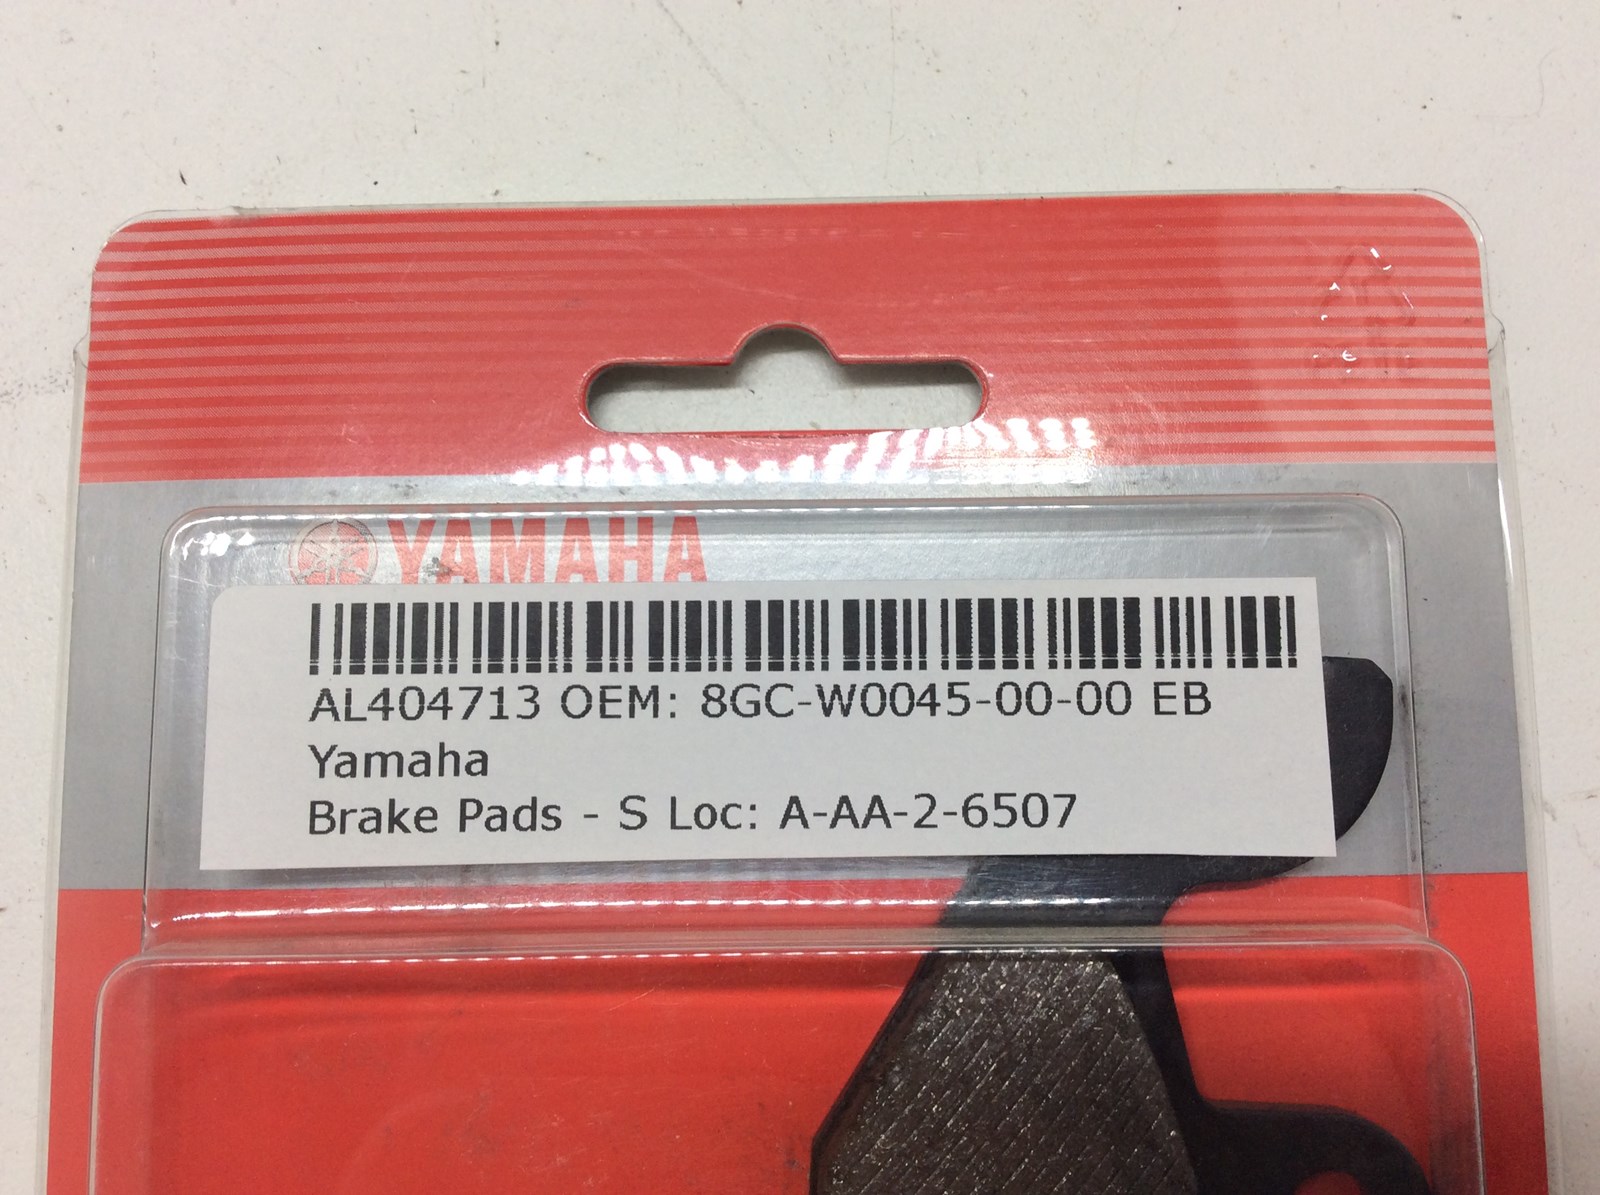 YAMAHA
AL404713 OEM: 8GC-W0045-00-00 EB
Yamaha
Brake Pads - S Loc: A-AA-2-6507